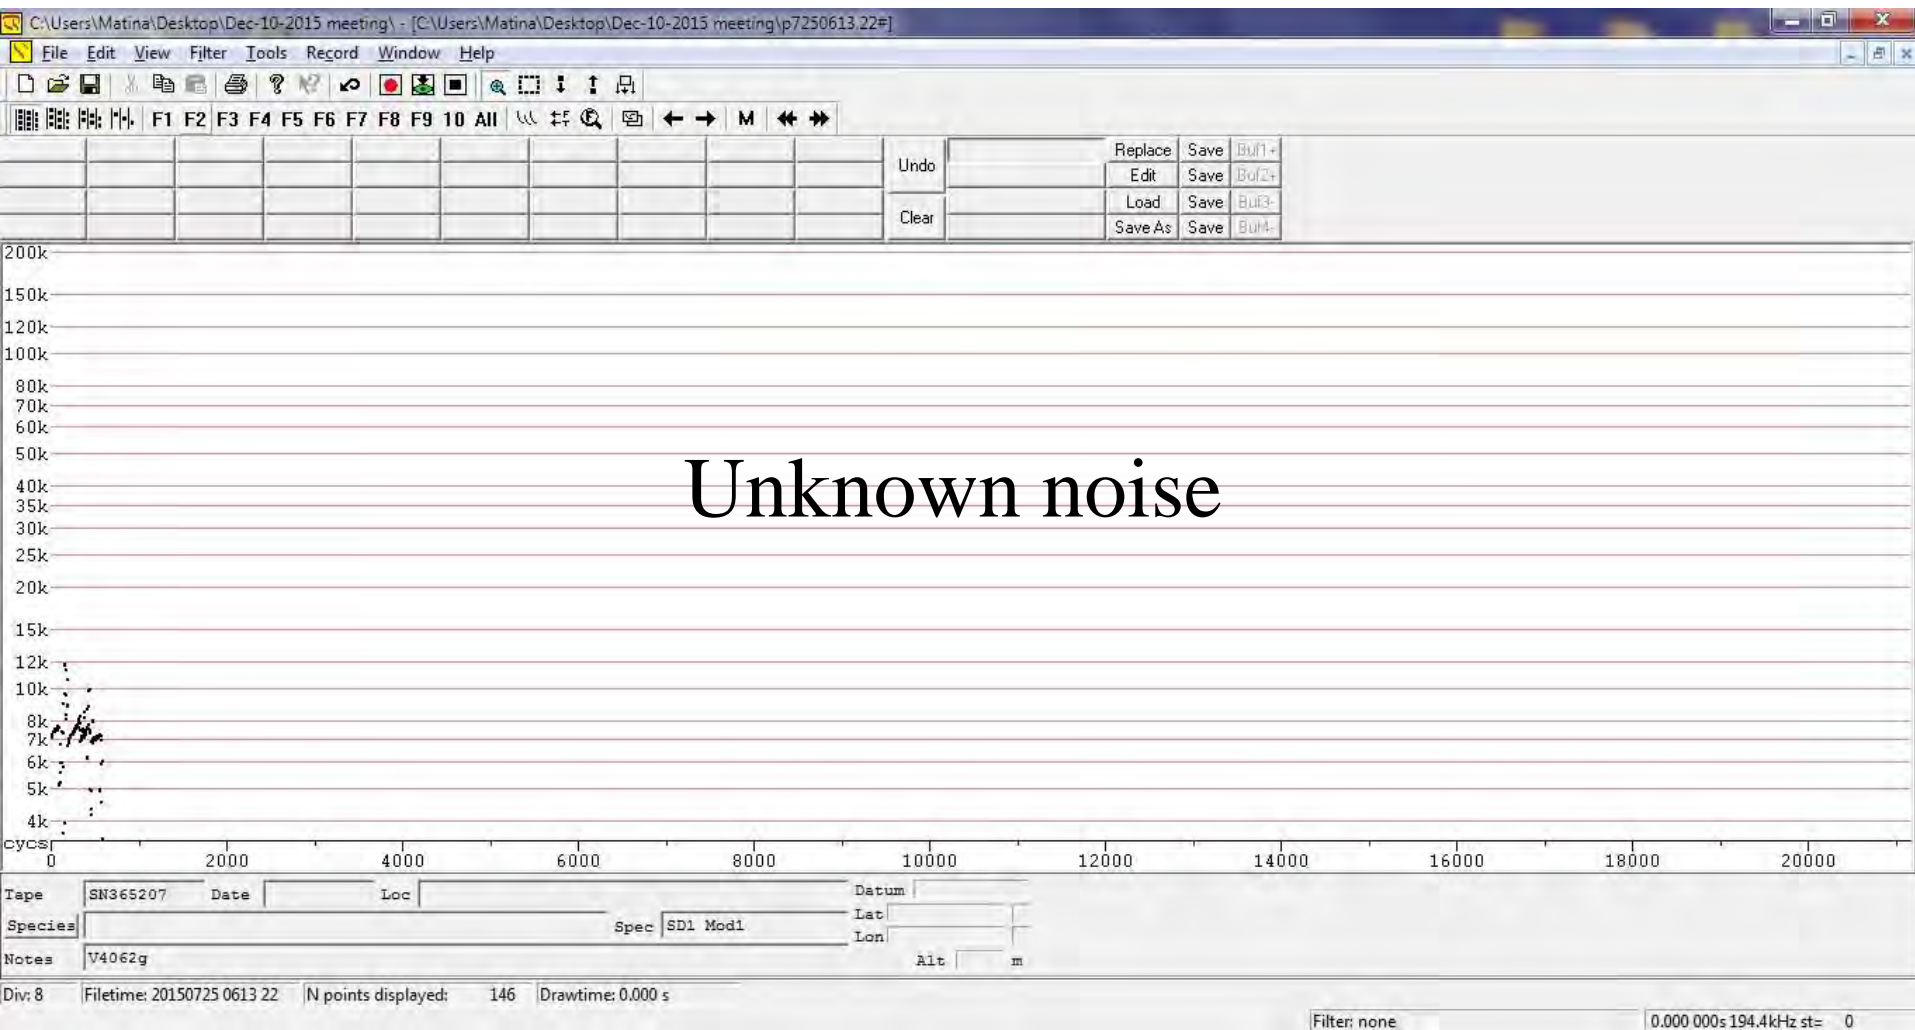 C:\Users\Matina\Desktop\Dec-10-2015 meeting\ - [C:\Users\Matina\Desktop\Dec-10-2015 meeting\p7250613.22#]
File Edit View Filter Tools Record Window Help
F1 F2 F3 F4 F5 F6 F7 F8 F9 10 All M
Undo Replace Save Buf1+
Edit Save Buf2+
Clear Load Save Buf3-
Save As Save Buf4-
200k
150k
120k
100k
80k
70k
60k
50k
Unknown noise
40k
35k
30k
25k
20k
15k
12k
10k
8k
7k
6k
5k
4k
cycs
0 2000 4000 6000 8000 10000 12000 14000 16000 18000 20000
Tape SN365207 Date Loc Datum
Species Spec SD1 Mod1 Lat
Lon
Notes V4062g Alt m
Div: 8 Filetime: 20150725 0613 22 N points displayed: 146 Drawtime: 0.000 s
Filter: none 0.000 000s 194.4kHz st= 0